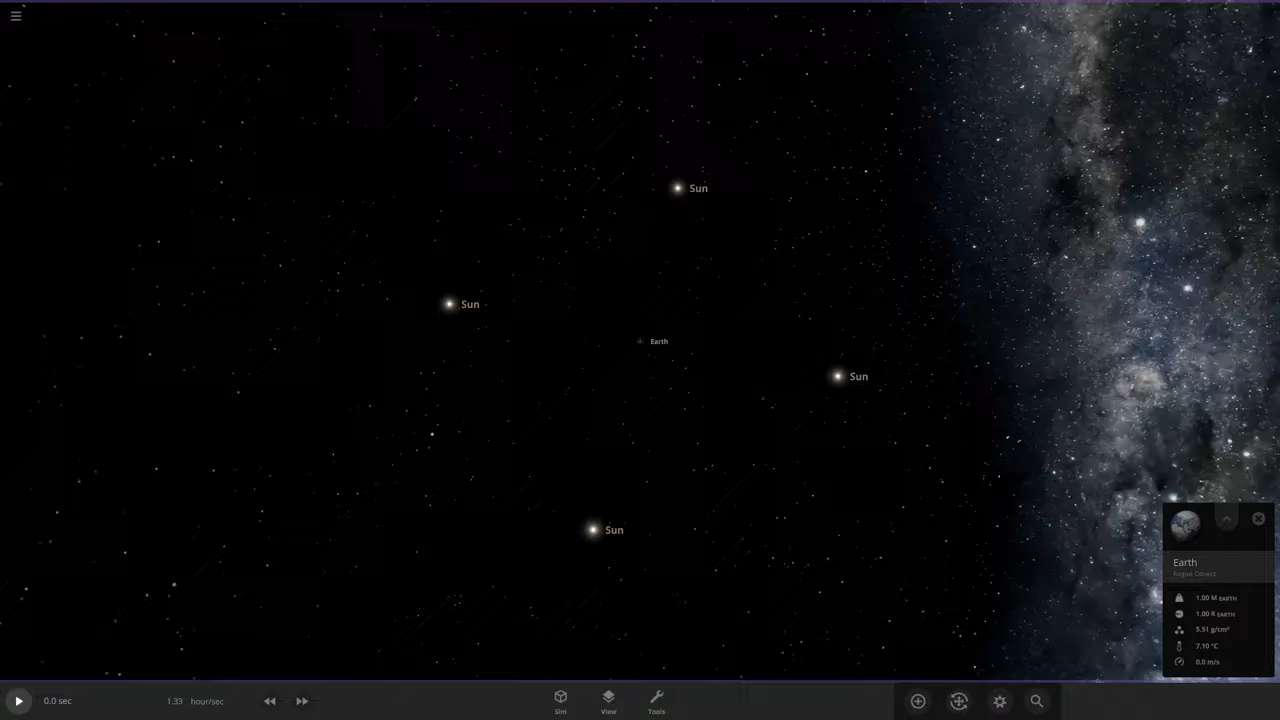 Sun
Sun
Earth
Sun
Sun
Earth
Rogue Object
1.00 M EARTH
1.00 R EARTH
5.51 g/cm³
7.10 °C
0.0 m/s
0.0 sec
1.33 hour/sec
Sim
View
Tools